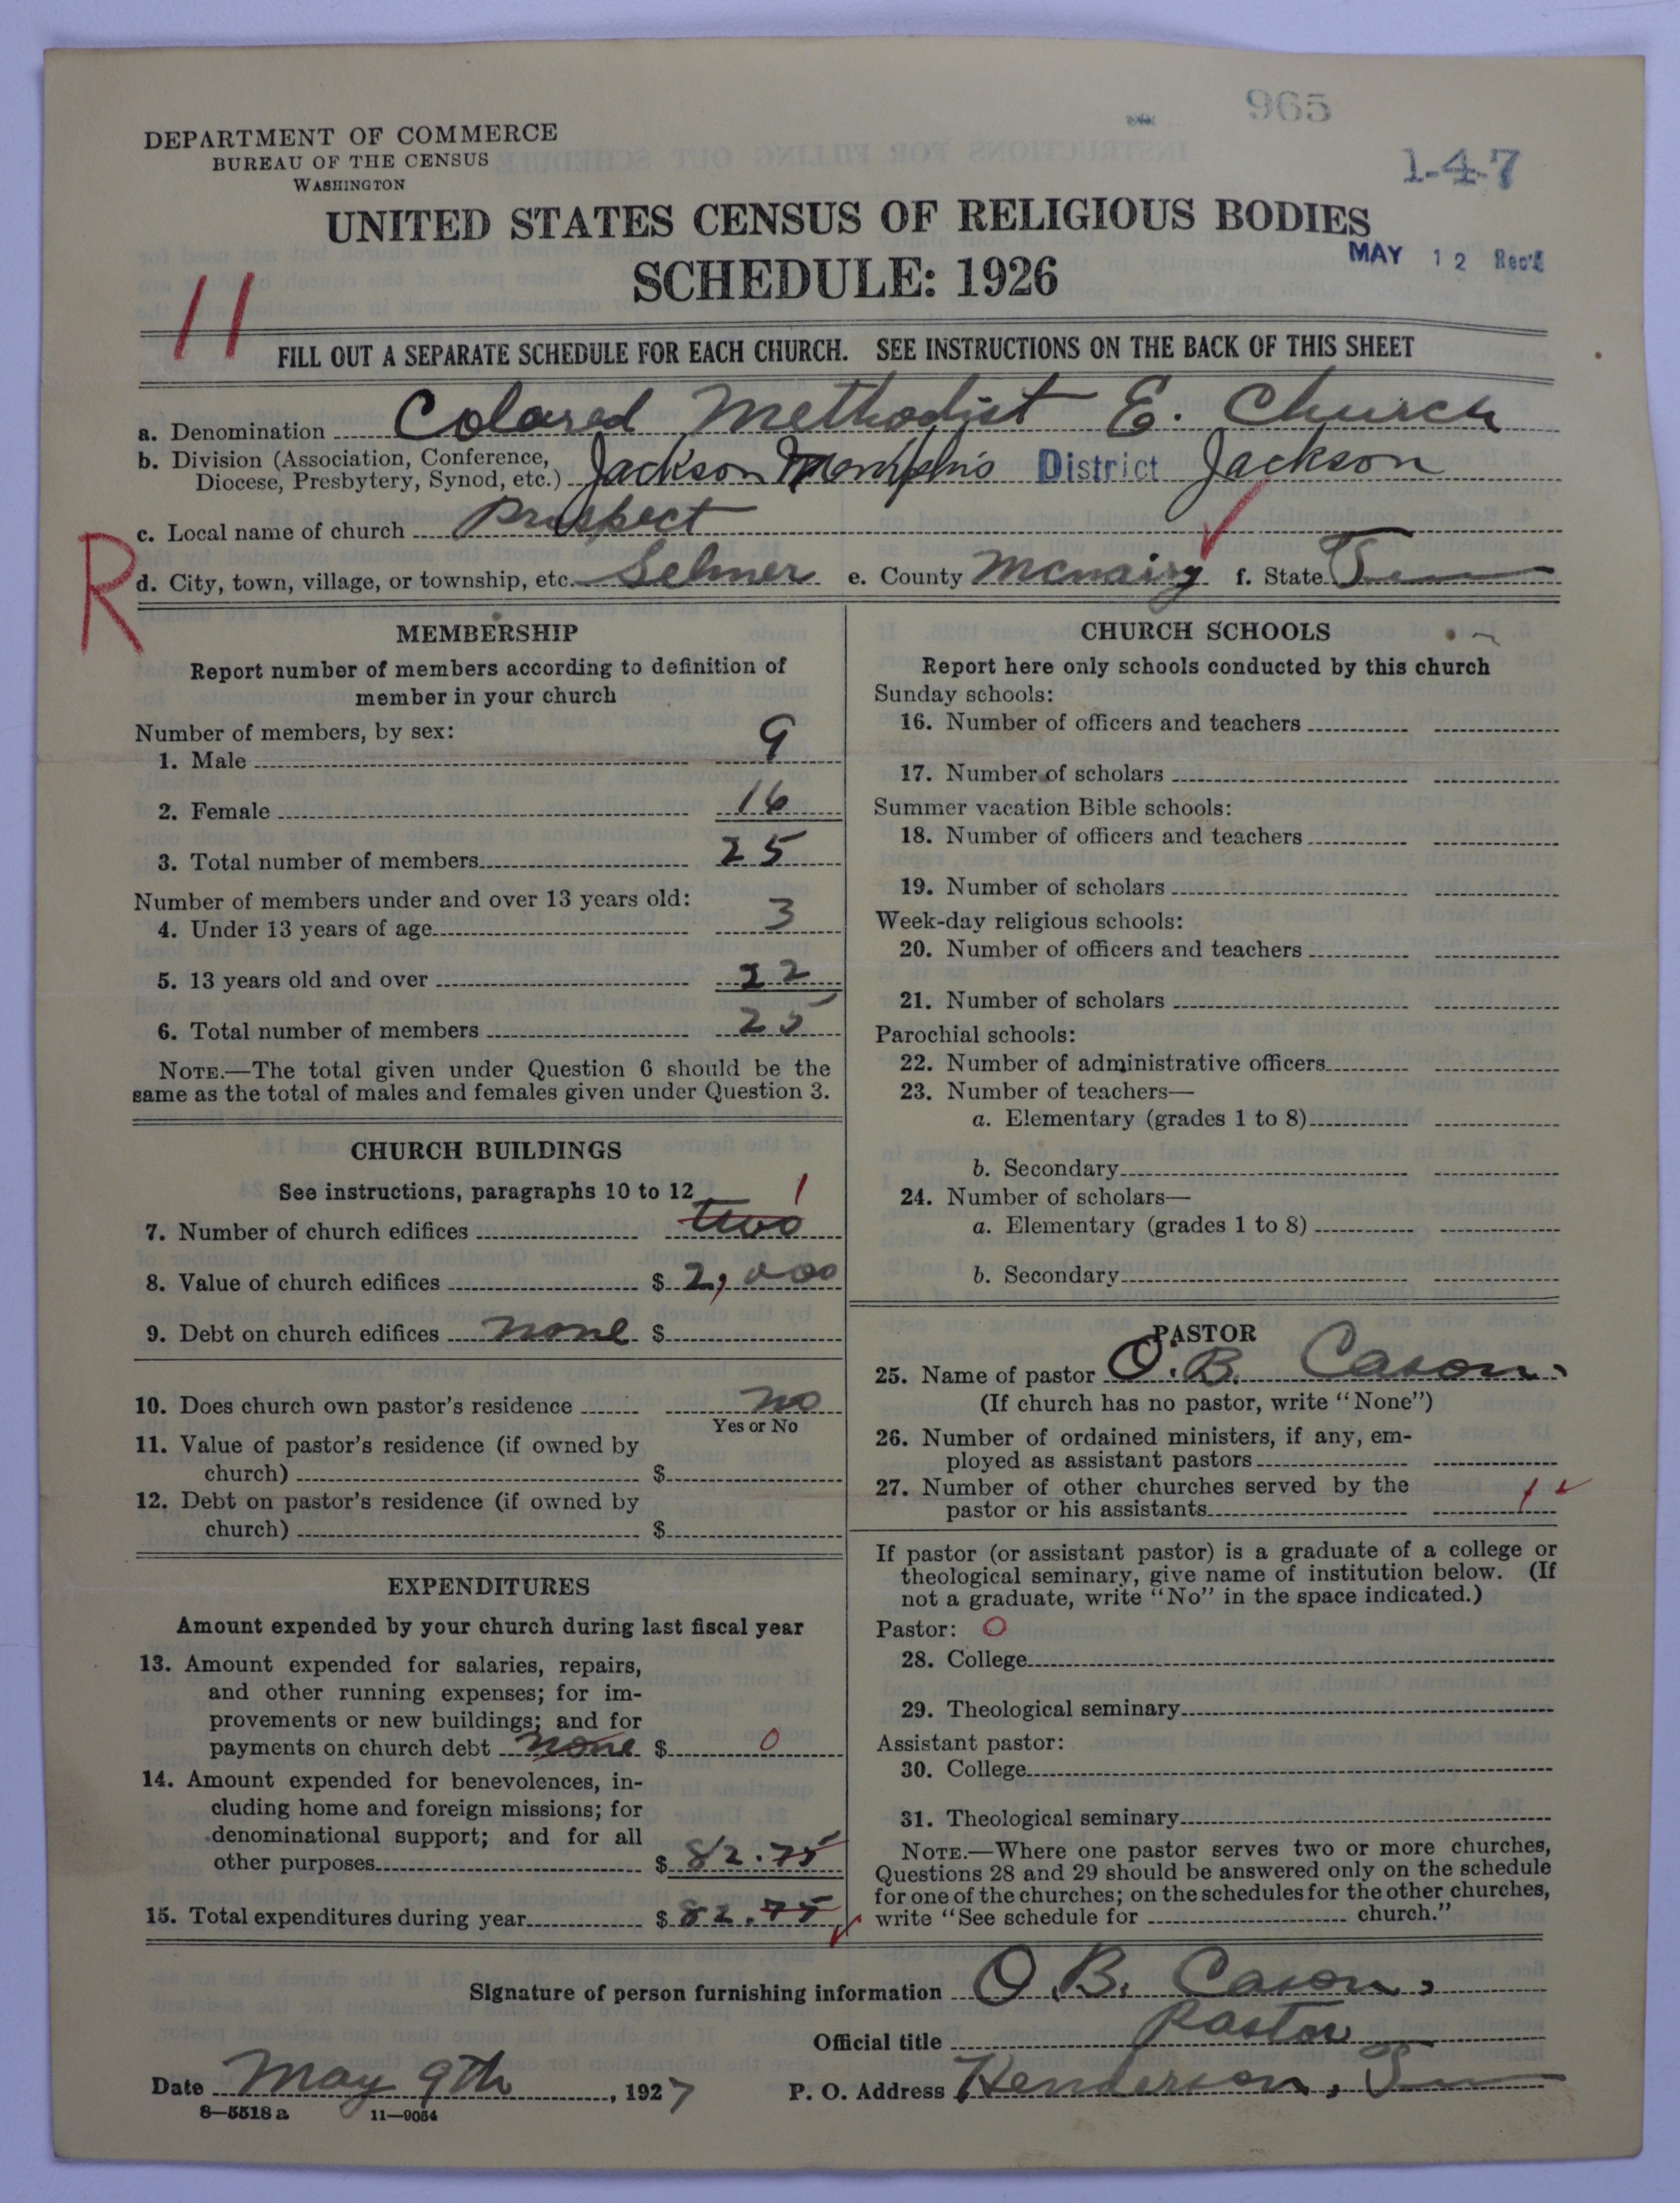 965
DEPARTMENT OF COMMERCE
BUREAU OF THE CENSUS
WASHINGTON
1-4-7
UNITED STATES CENSUS OF RELIGIOUS BODIES
SCHEDULE: 1926
MAY 12 Rec'd
11
FILL OUT A SEPARATE SCHEDULE FOR EACH CHURCH. SEE INSTRUCTIONS ON THE BACK OF THIS SHEET
a. Denomination Colored Methodist E. Church
b. Division (Association, Conference, Diocese, Presbytery, Synod, etc.) Jackson Memphis District Jackson
c. Local name of church Prospect
R
d. City, town, village, or township, etc. Selmer e. County Mcnairy f. State Tenn
MEMBERSHIP
Report number of members according to definition of
member in your church
Number of members, by sex:
1. Male 9
2. Female 16
3. Total number of members 25
Number of members under and over 13 years old:
4. Under 13 years of age 3
5. 13 years old and over 22
6. Total number of members 25
NOTE.—The total given under Question 6 should be the
same as the total of males and females given under Question 3.
CHURCH BUILDINGS
See instructions, paragraphs 10 to 12
7. Number of church edifices two 1
8. Value of church edifices $ 2,000
9. Debt on church edifices none $
10. Does church own pastor's residence no
Yes or No
11. Value of pastor's residence (if owned by
church) $
12. Debt on pastor's residence (if owned by
church) $
EXPENDITURES
Amount expended by your church during last fiscal year
13. Amount expended for salaries, repairs,
and other running expenses; for im-
provements or new buildings; and for
payments on church debt none $ 0
14. Amount expended for benevolences, in-
cluding home and foreign missions; for
denominational support; and for all
other purposes $ 82.75
15. Total expenditures during year $ 82.75
CHURCH SCHOOLS
Report here only schools conducted by this church
Sunday schools:
16. Number of officers and teachers
17. Number of scholars
Summer vacation Bible schools:
18. Number of officers and teachers
19. Number of scholars
Week-day religious schools:
20. Number of officers and teachers
21. Number of scholars
Parochial schools:
22. Number of administrative officers
23. Number of teachers—
a. Elementary (grades 1 to 8)
b. Secondary
24. Number of scholars—
a. Elementary (grades 1 to 8)
b. Secondary
PASTOR
25. Name of pastor O. B. Cason
(If church has no pastor, write "None")
26. Number of ordained ministers, if any, em-
ployed as assistant pastors
27. Number of other churches served by the
pastor or his assistants 1
If pastor (or assistant pastor) is a graduate of a college or
theological seminary, give name of institution below. (If
not a graduate, write "No" in the space indicated.)
Pastor: O
28. College
29. Theological seminary
Assistant pastor:
30. College
31. Theological seminary
NOTE.—Where one pastor serves two or more churches,
Questions 28 and 29 should be answered only on the schedule
for one of the churches; on the schedules for the other churches,
write "See schedule for church."
Signature of person furnishing information O. B. Cason,
Official title Pastor
Date May 9th, 1927 P. O. Address Henderson, Tenn
8—5518 a 11—9054